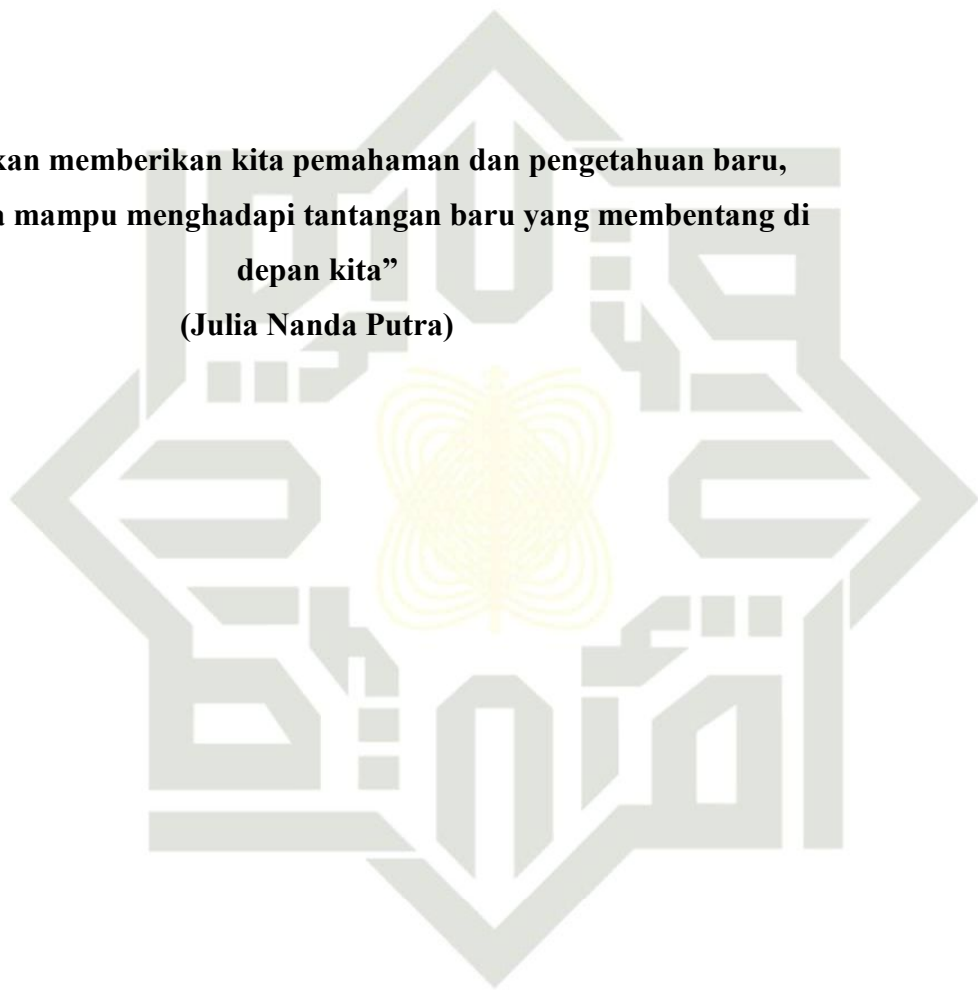 kan memberikan kita pemahaman dan pengetahuan baru,
a mampu menghadapi tantangan baru yang membentang di
depan kita”
(Julia Nanda Putra)